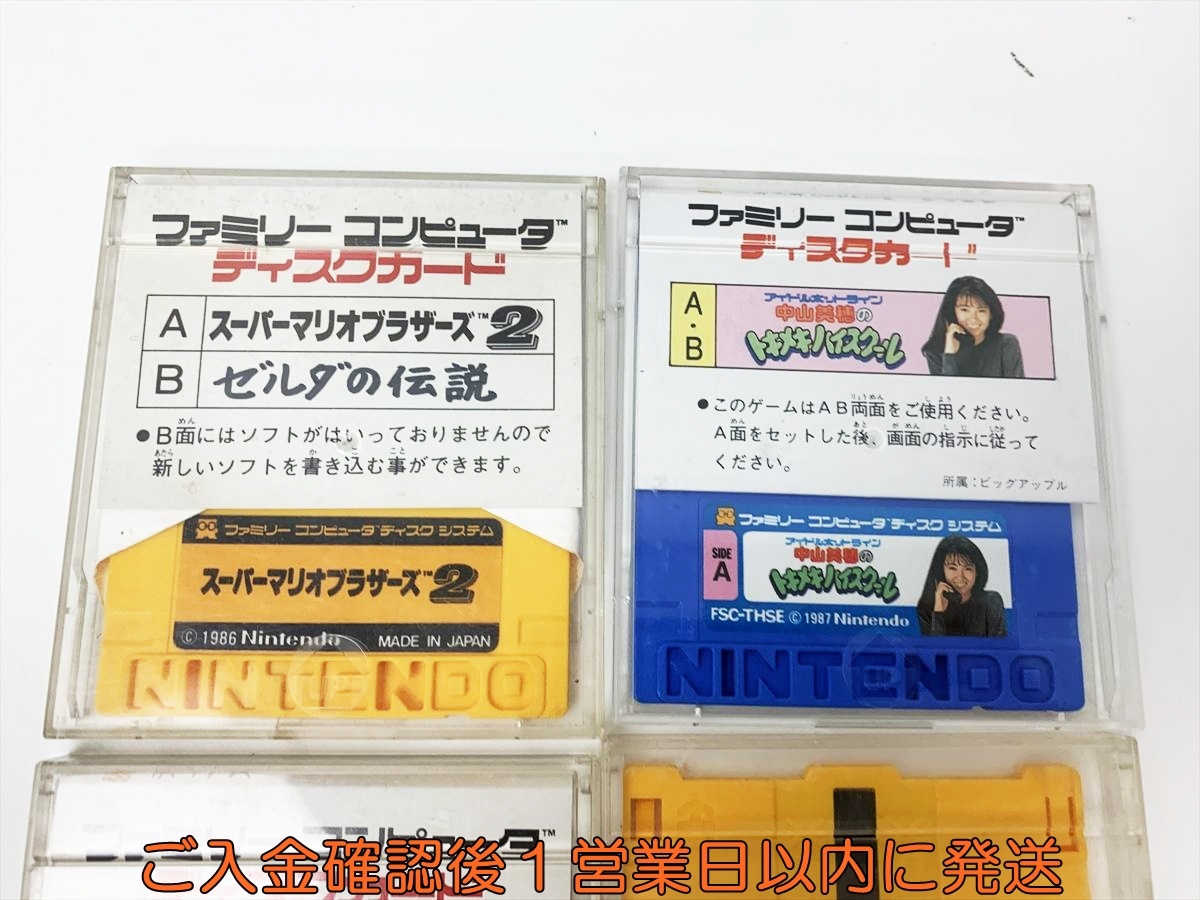 ファミリー コンピュータ™
ディスクカード
A スーパーマリオブラザーズ™2
B ゼルダの伝説
●B面にはソフトがはいっておりませんので
新しいソフトを書き込む事ができます。
ファミリー コンピュータ ディスク システム
スーパーマリオブラザーズ™2
© 1986 Nintendo MADE IN JAPAN
NINTENDO
ファミリー コンピュータ™
ディスクカード
A・B
アイドルホットライン
中山美穂の
トキメキハイスクール
●このゲームはAB両面をご使用ください。
A面をセットした後、画面の指示に従って
ください。
所属:ビッグアップル
ファミリー コンピュータ ディスク システム
SIDE A
アイドルホットライン
中山美穂の
トキメキハイスクール
FSC-THSE © 1987 Nintendo
NINTENDO
ファミリー コンピュータ™
ご入金確認後1営業日以内に発送